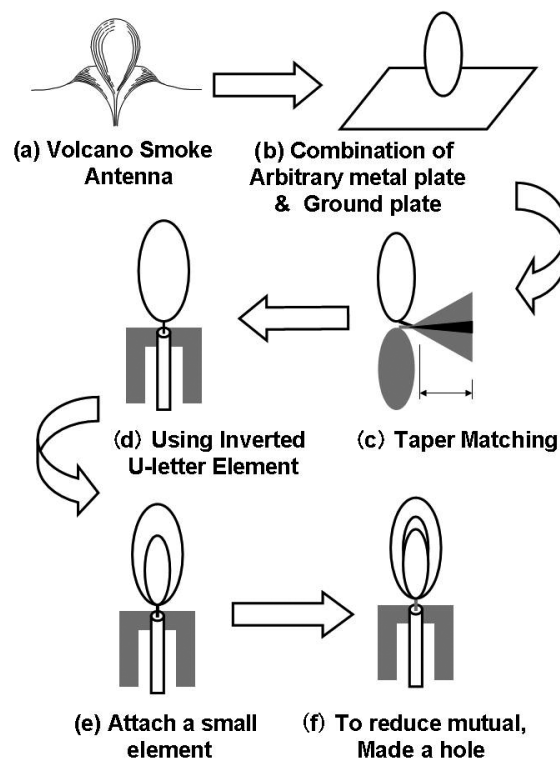 (a) Volcano Smoke
Antenna
(b) Combination of
Arbitrary metal plate
& Ground plate
(d) Using Inverted
U-letter Element
(c) Taper Matching
(e) Attach a small
element
(f) To reduce mutual,
Made a hole